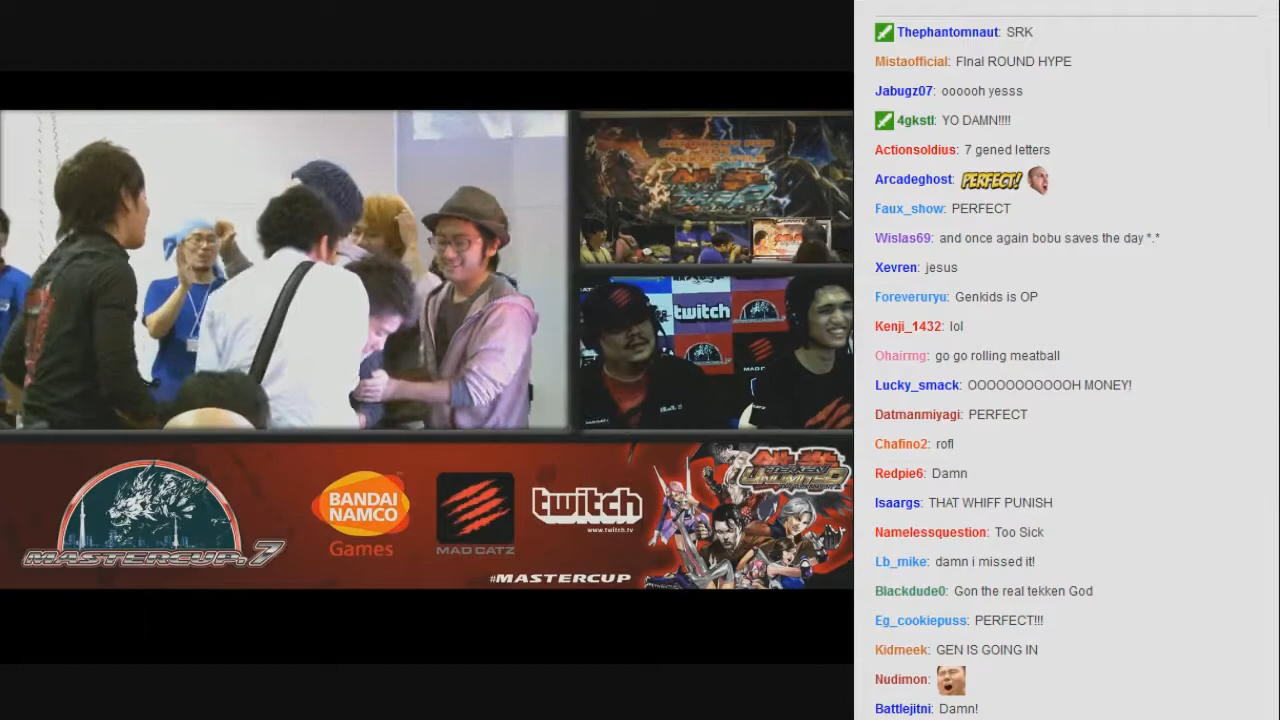 Thephantomnaut: SRK
Mistaofficial: FInal ROUND HYPE
Jabugz07: oooooh yesss
4gkstl: YO DAMN!!!!
Actionsoldius: 7 gened letters
Arcadeghost: PERFECT!
Faux_show: PERFECT
Wislas69: and once again bobu saves the day *.*
Xevren: jesus
Foreveruryu: Genkids is OP
Kenji_1432: lol
Ohairmg: go go rolling meatball
Lucky_smack: OOOOOOOOOOOH MONEY!
Datmanmiyagi: PERFECT
Chafino2: rofl
Redpie6: Damn
Isaargs: THAT WHIFF PUNISH
Namelessquestion: Too Sick
Lb_mike: damn i missed it!
Blackdude0: Gon the real tekken God
Eg_cookiepuss: PERFECT!!!
Kidmeek: GEN IS GOING IN
Nudimon:
Battlejitni: Damn!
twitch
MASTERCUP.7
BANDAI
NAMCO
Games
MAD CATZ
twitch
www.twitch.tv
#MASTERCUP
UNLIMITED